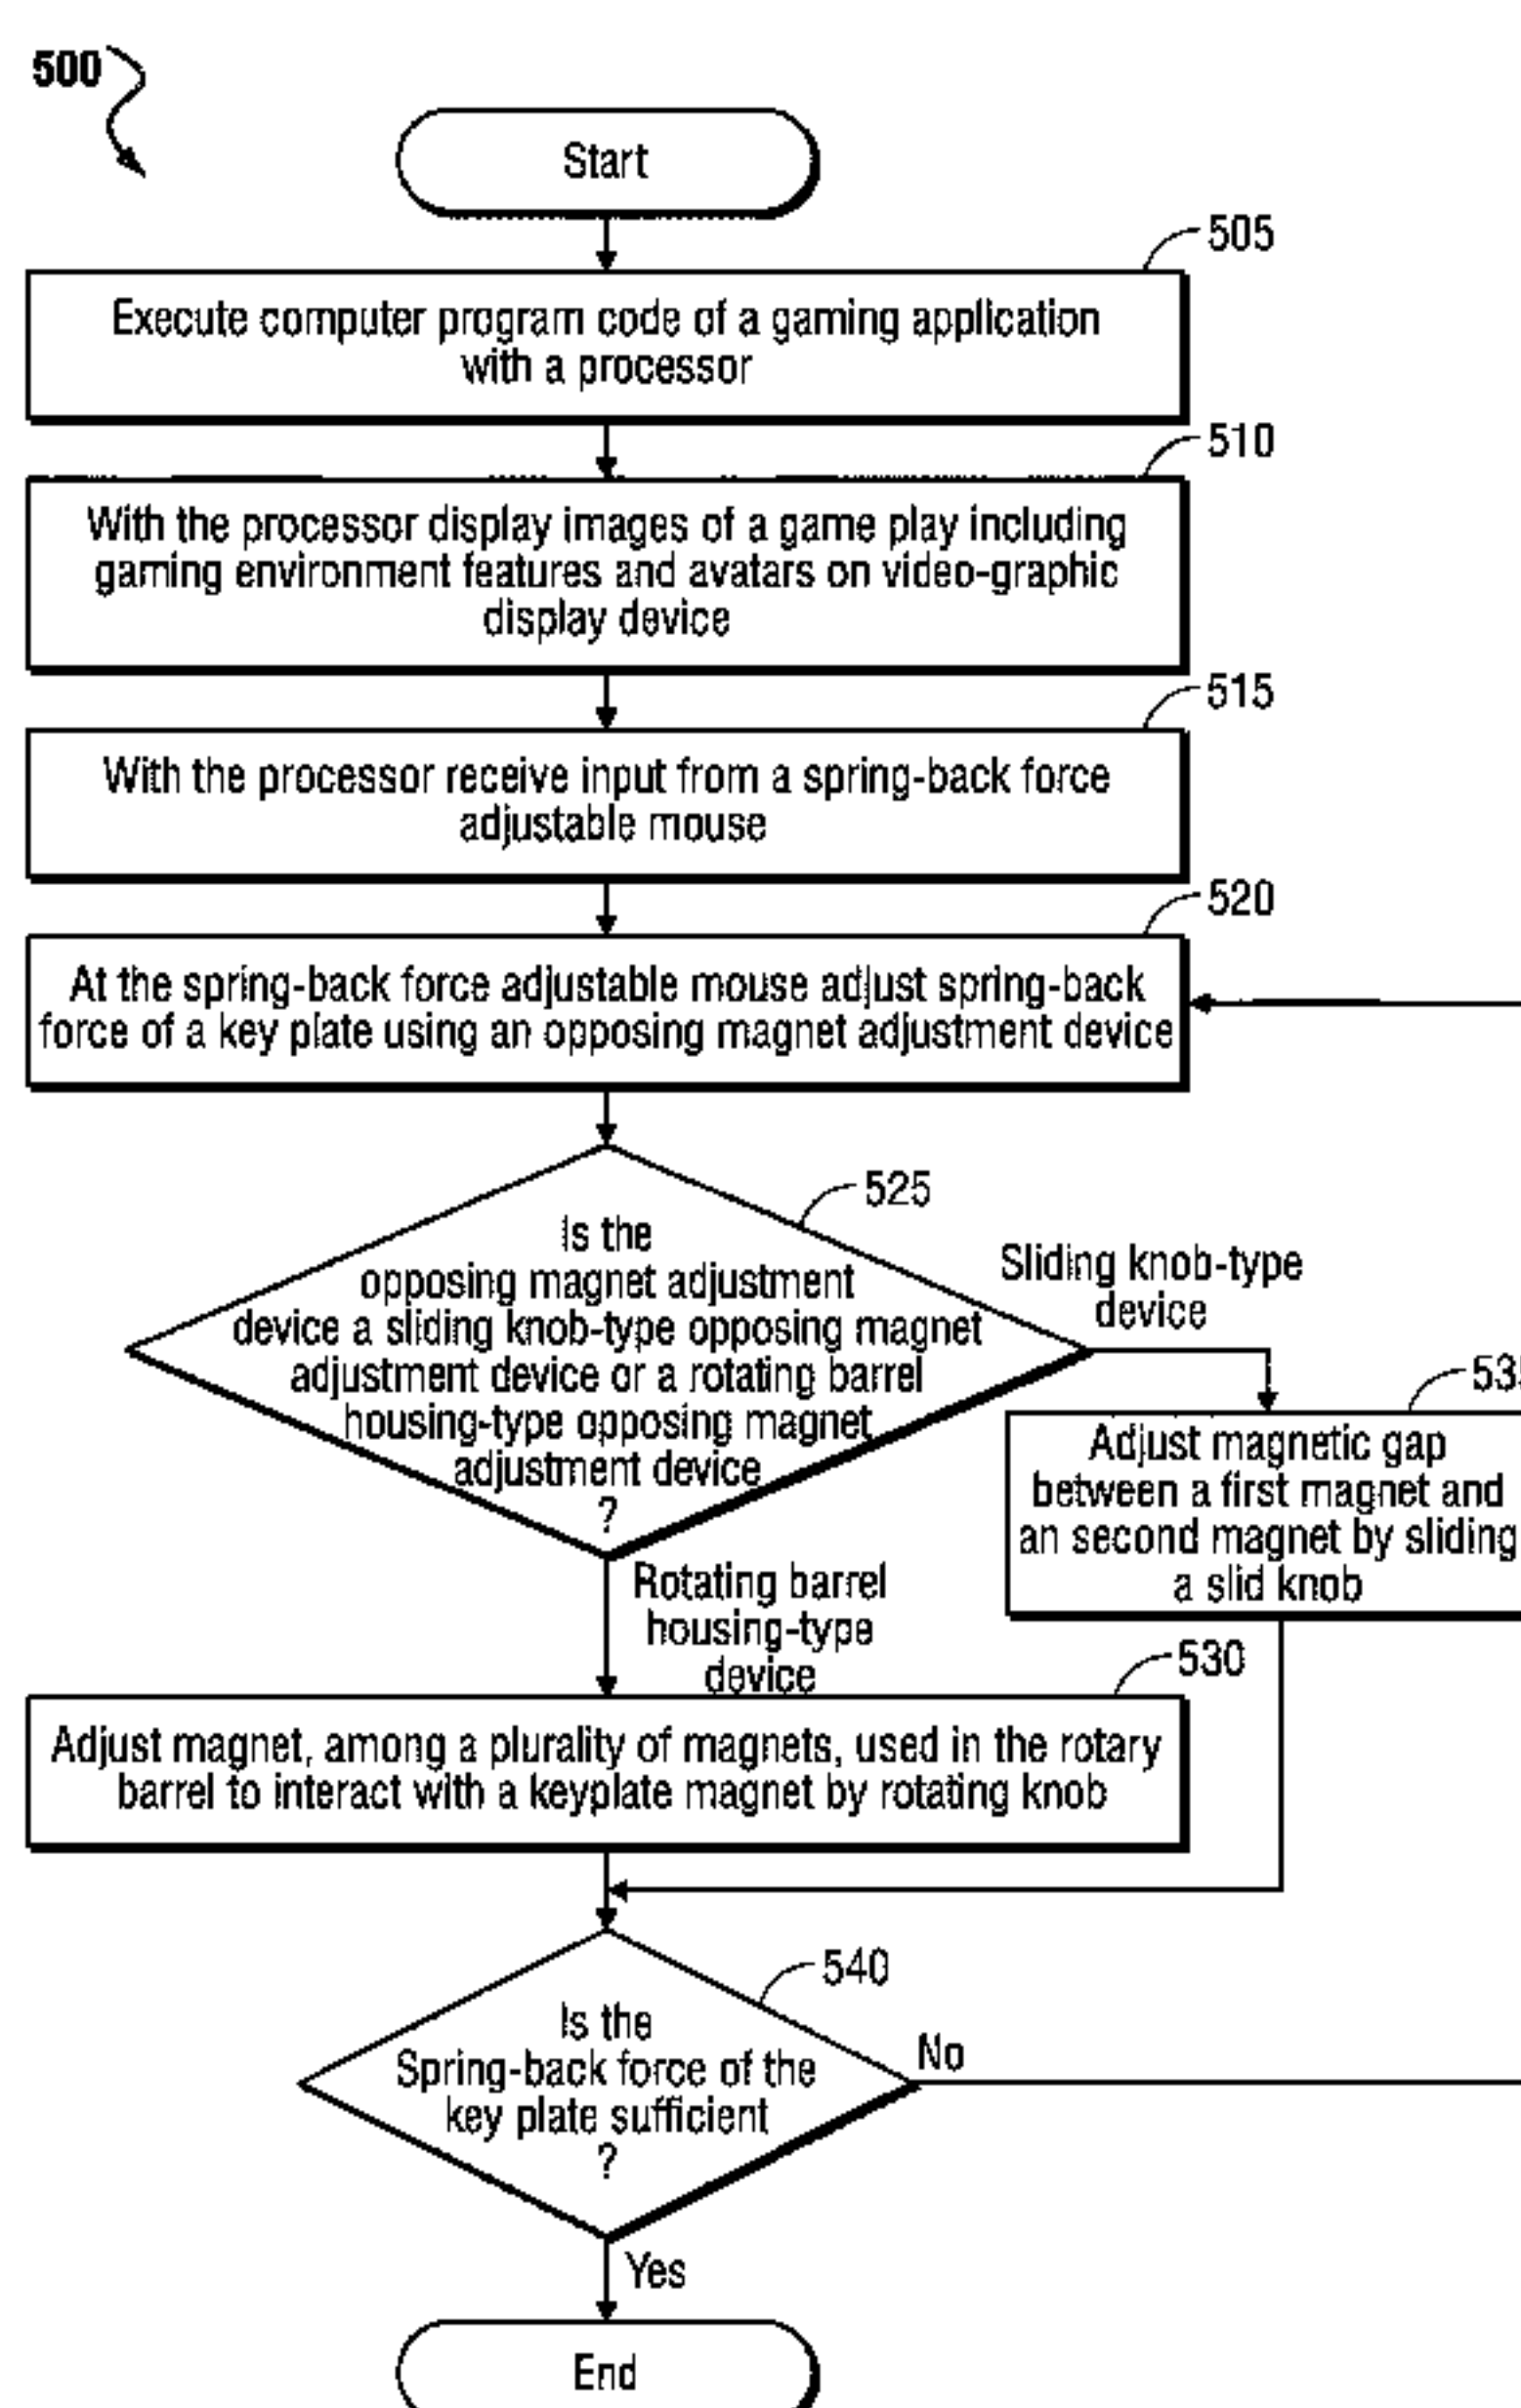 500
Start
505
Execute computer program code of a gaming application
with a processor
510
With the processor display images of a game play including
gaming environment features and avatars on video-graphic
display device
515
With the processor receive input from a spring-back force
adjustable mouse
520
At the spring-back force adjustable mouse adjust spring-back
force of a key plate using an opposing magnet adjustment device
525
Is the
opposing magnet adjustment
device a sliding knob-type opposing magnet
adjustment device or a rotating barrel
housing-type opposing magnet
adjustment device
?
Sliding knob-type
device
Adjust magnetic gap
between a first magnet and
an second magnet by sliding
a slid knob
Rotating barrel
housing-type
device
530
Adjust magnet, among a plurality of magnets, used in the rotary
barrel to interact with a keyplate magnet by rotating knob
540
Is the
Spring-back force of the
key plate sufficient
?
No
Yes
End